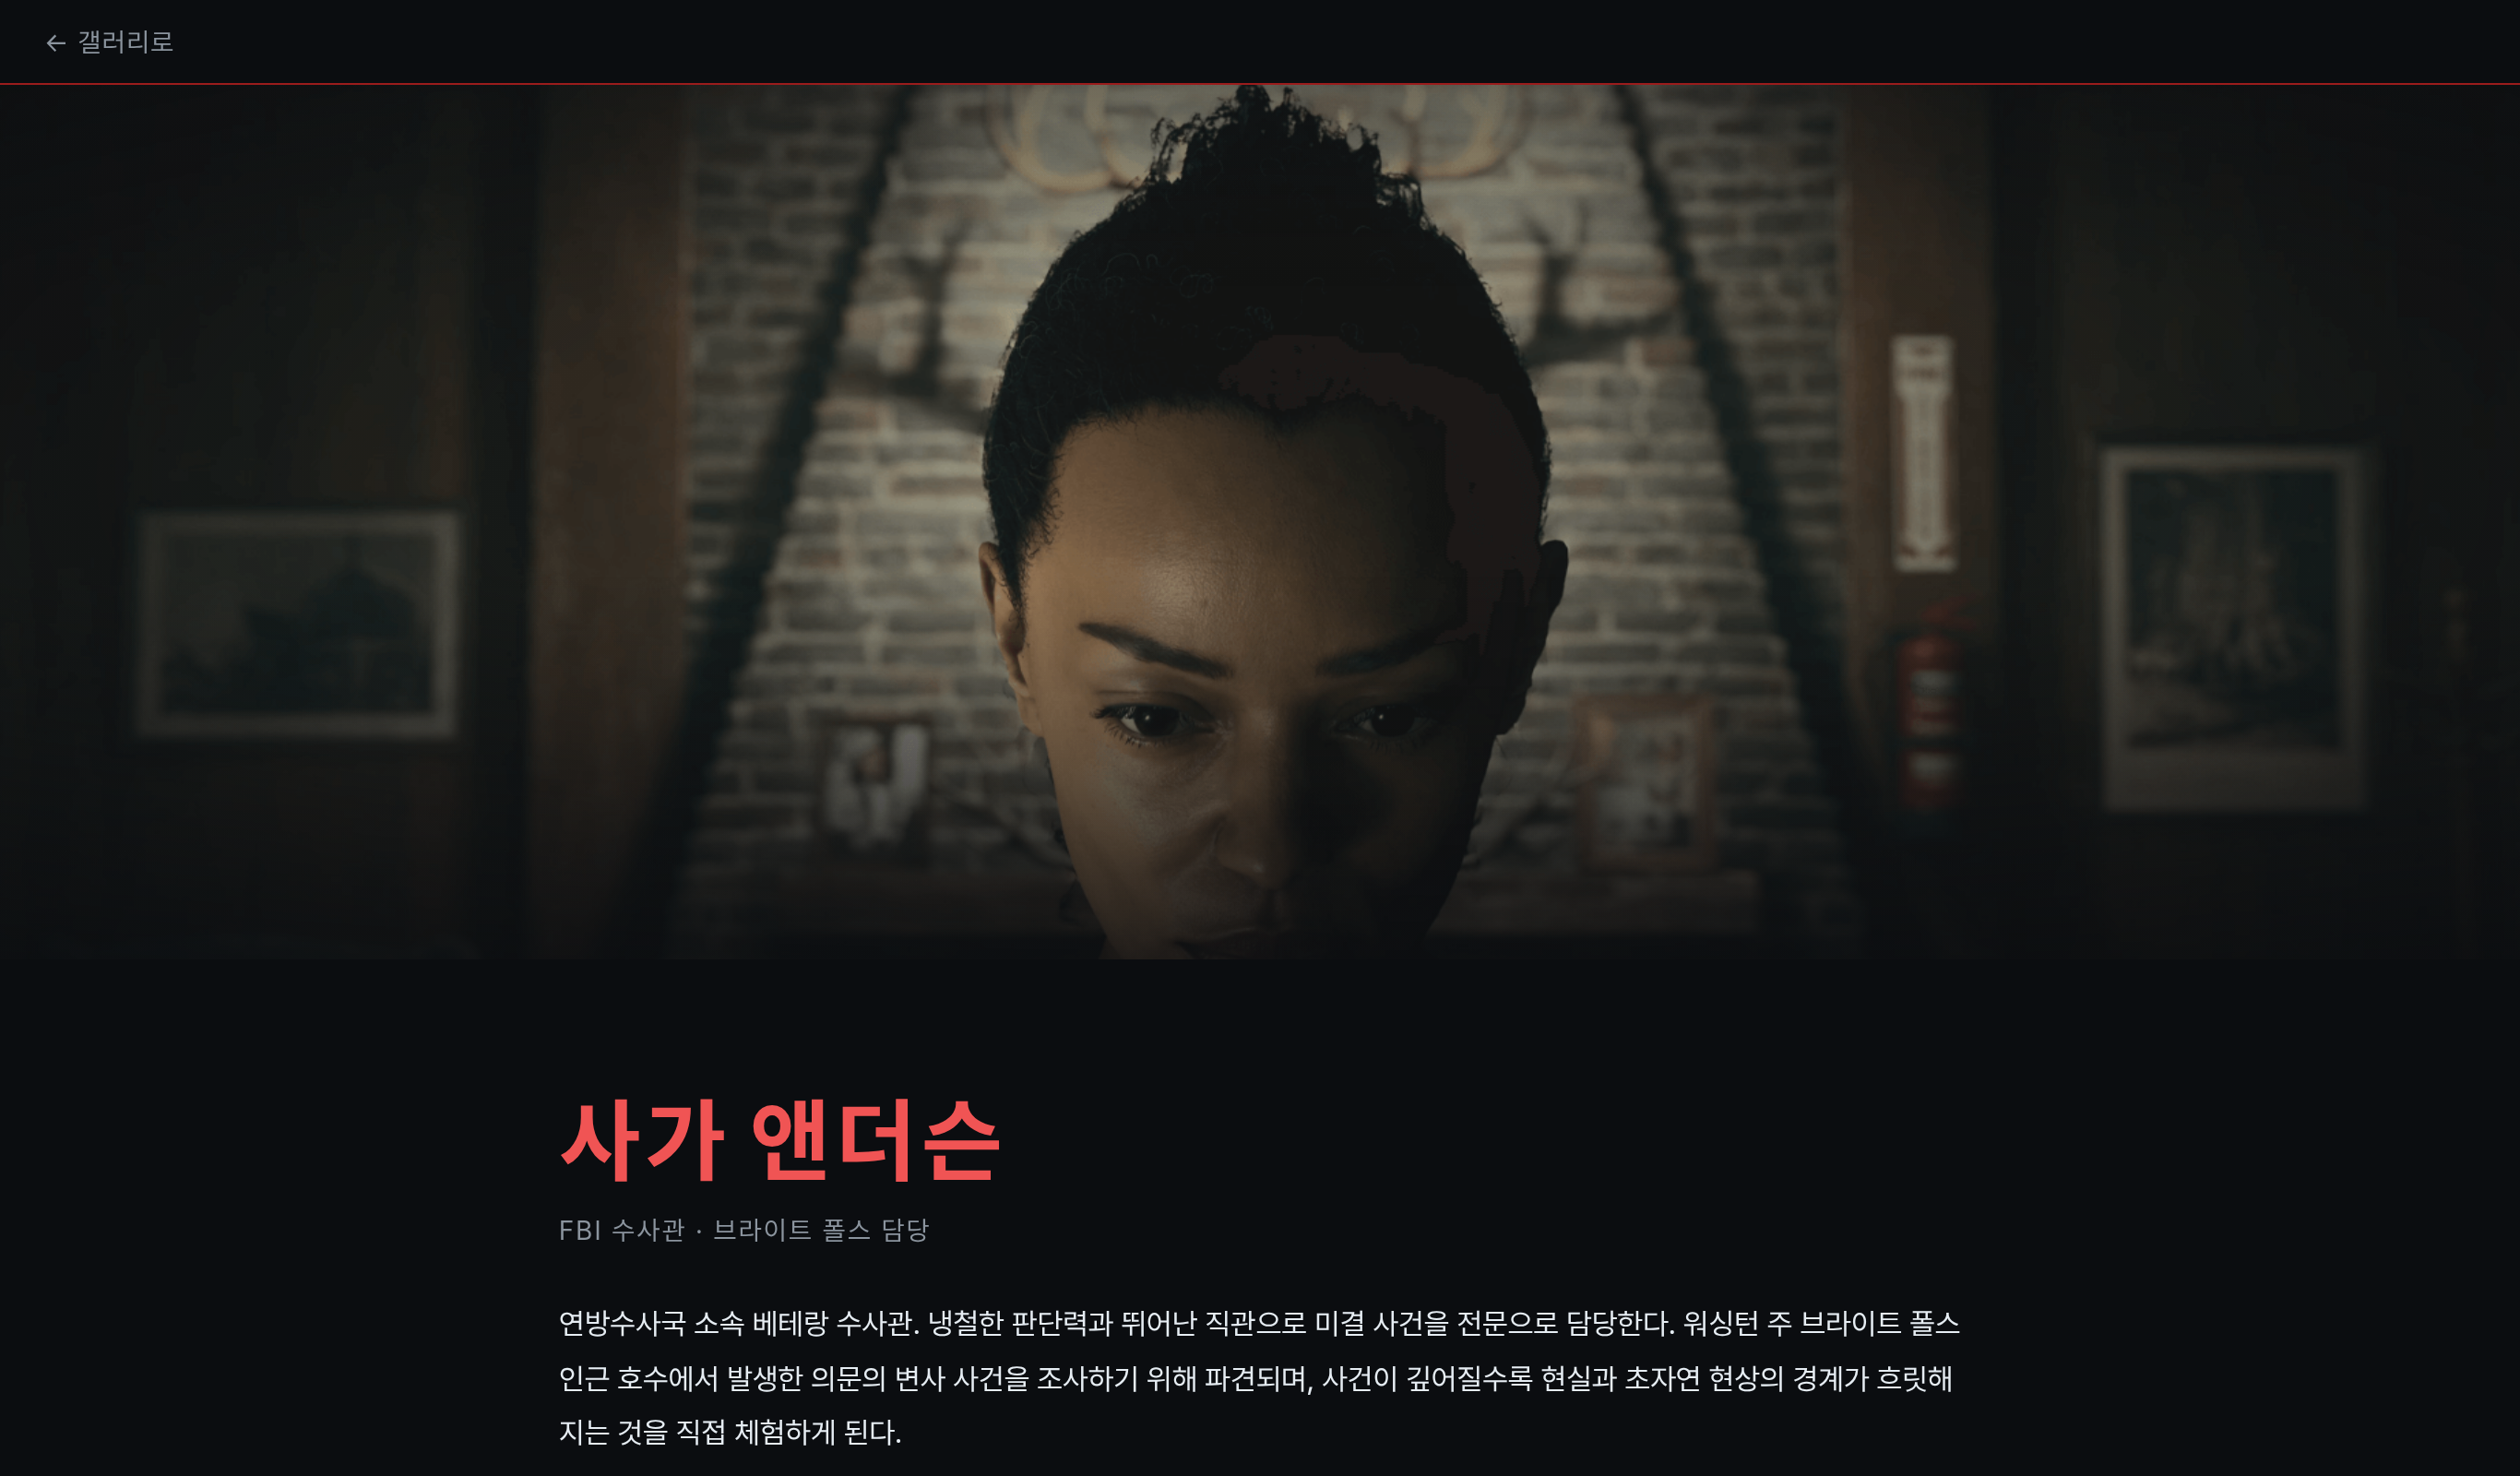 ← 갤러리로
사가 앤더슨
FBI 수사관 · 브라이트 폴스 담당
연방수사국 소속 베테랑 수사관. 냉철한 판단력과 뛰어난 직관으로 미결 사건을 전문으로 담당한다. 워싱턴 주 브라이트 폴스
인근 호수에서 발생한 의문의 변사 사건을 조사하기 위해 파견되며, 사건이 깊어질수록 현실과 초자연 현상의 경계가 흐릿해
지는 것을 직접 체험하게 된다.